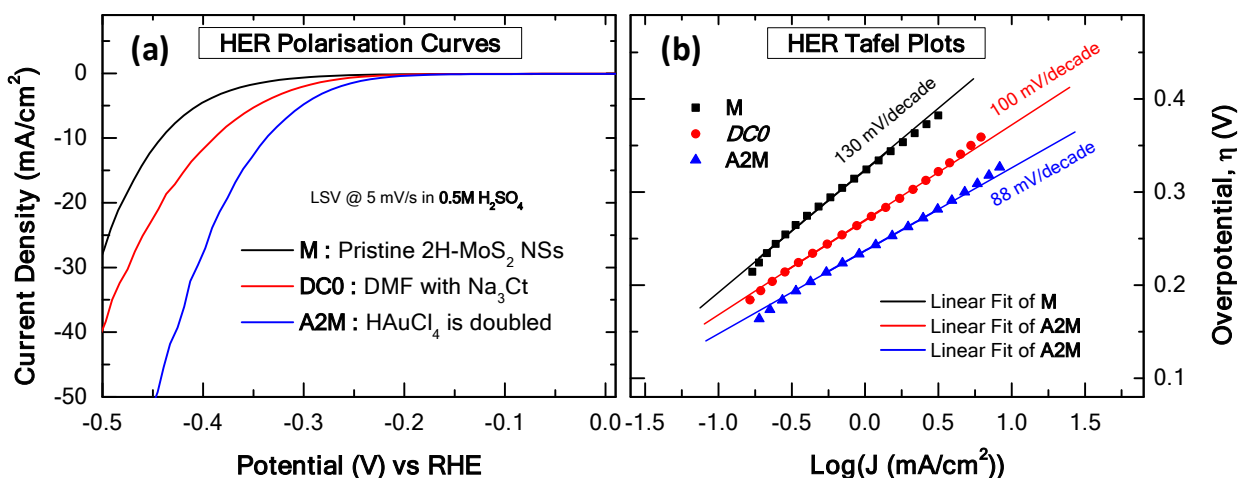 (a)
HER Polarisation Curves
0
-10
-20
-30
-40
-50
Current Density (mA/cm²)
LSV @ 5 mV/s in 0.5M H₂SO₄
M : Pristine 2H-MoS₂ NSs
DC0 : DMF with Na₃Ct
A2M : HAuCl₄ is doubled
-0.5 -0.4 -0.3 -0.2 -0.1 0.0
Potential (V) vs RHE
(b)
HER Tafel Plots
M
DC0
A2M
130 mV/decade
100 mV/decade
88 mV/decade
Linear Fit of M
Linear Fit of A2M
Linear Fit of A2M
0.4
0.3
0.2
0.1
Overpotential, η (V)
-1.5 -1.0 -0.5 0.0 0.5 1.0 1.5
Log(J (mA/cm²))